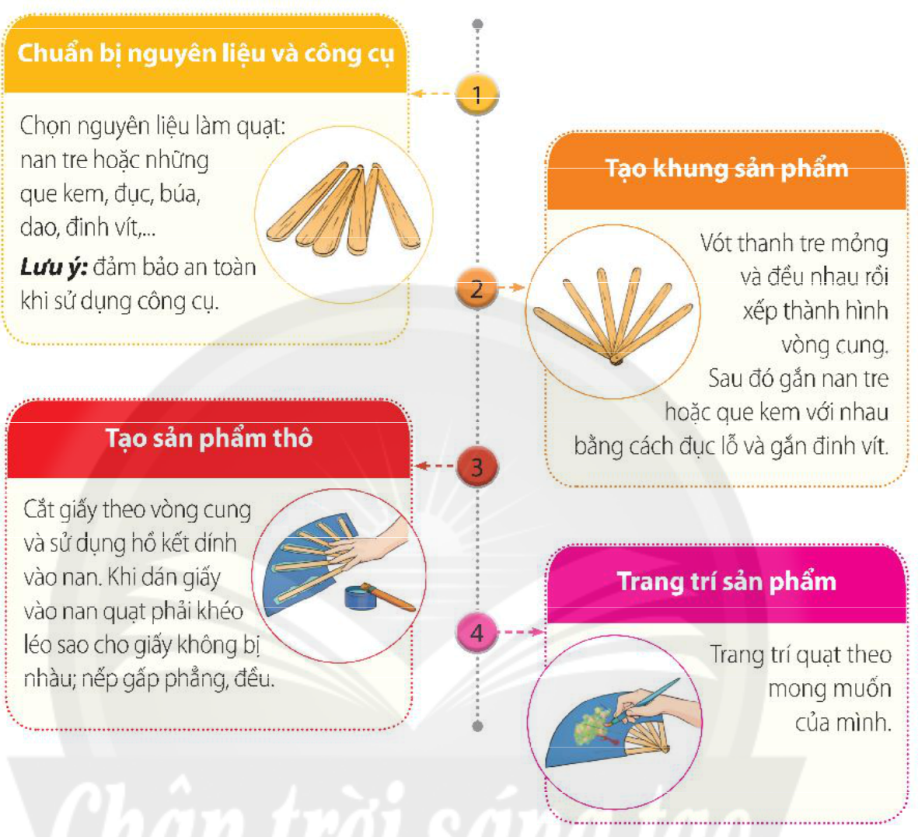 Chuẩn bị nguyên liệu và công cụ
1
Chọn nguyên liệu làm quạt:
nan tre hoặc những
que kem, đục, búa,
dao, đinh vít,...
Lưu ý: đảm bảo an toàn
khi sử dụng công cụ.
Tạo khung sản phẩm
2
Vót thanh tre mỏng
và đều nhau rồi
xếp thành hình
vòng cung.
Sau đó gắn nan tre
hoặc que kem với nhau
bằng cách đục lỗ và gắn đinh vít.
Tạo sản phẩm thô
3
Cắt giấy theo vòng cung
và sử dụng hồ kết dính
vào nan. Khi dán giấy
vào nan quạt phải khéo
léo sao cho giấy không bị
nhàu; nếp gấp phẳng, đều.
Trang trí sản phẩm
4
Trang trí quạt theo
mong muốn
của mình.
Chân trời sáng tạo